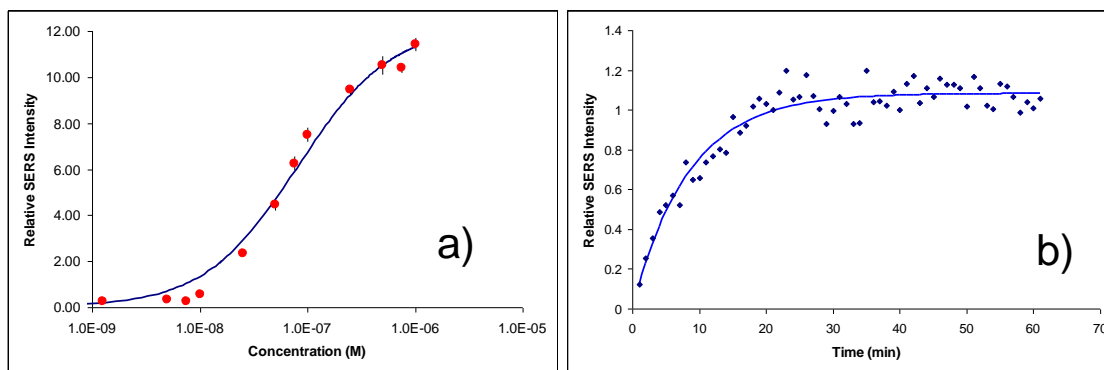 12.00
10.00
8.00
6.00
4.00
2.00
0.00
Relative SERS Intensity
a)
1.0E-09 1.0E-08 1.0E-07 1.0E-06 1.0E-05
Concentration (M)
1.4
1.2
1
0.8
0.6
0.4
0.2
0
Relative SERS Intensity
b)
0 10 20 30 40 50 60 70
Time (min)